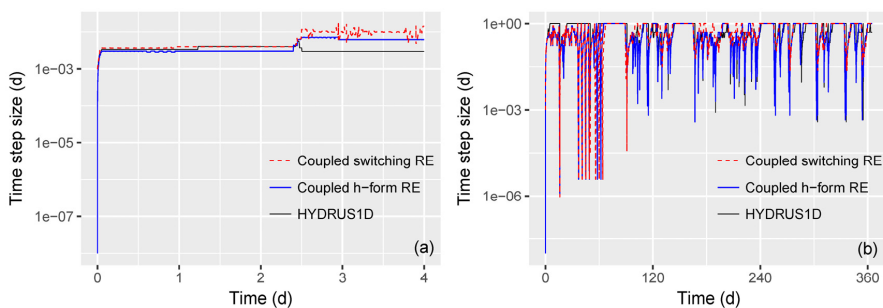 Time step size (d)
1e−03
1e−05
1e−07
Coupled switching RE
Coupled h−form RE
HYDRUS1D
(a)
0
1
2
3
4
Time (d)
Time step size (d)
1e+00
1e−03
1e−06
Coupled switching RE
Coupled h−form RE
HYDRUS1D
(b)
0
120
240
360
Time (d)